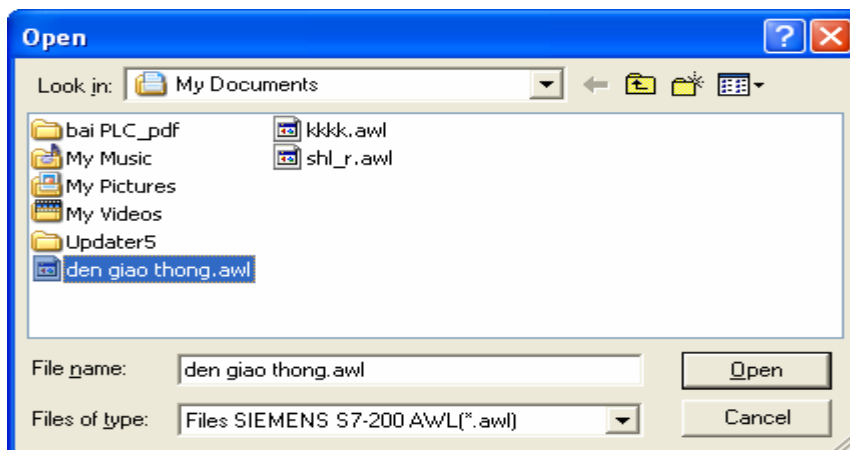 Open
Look in: My Documents
bai PLC_pdf
My Music
My Pictures
My Videos
Updater5
den giao thong.awl
kkkk.awl
shl_r.awl
File name: den giao thong.awl Open
Files of type: Files SIEMENS S7-200 AWL(*.awl) Cancel